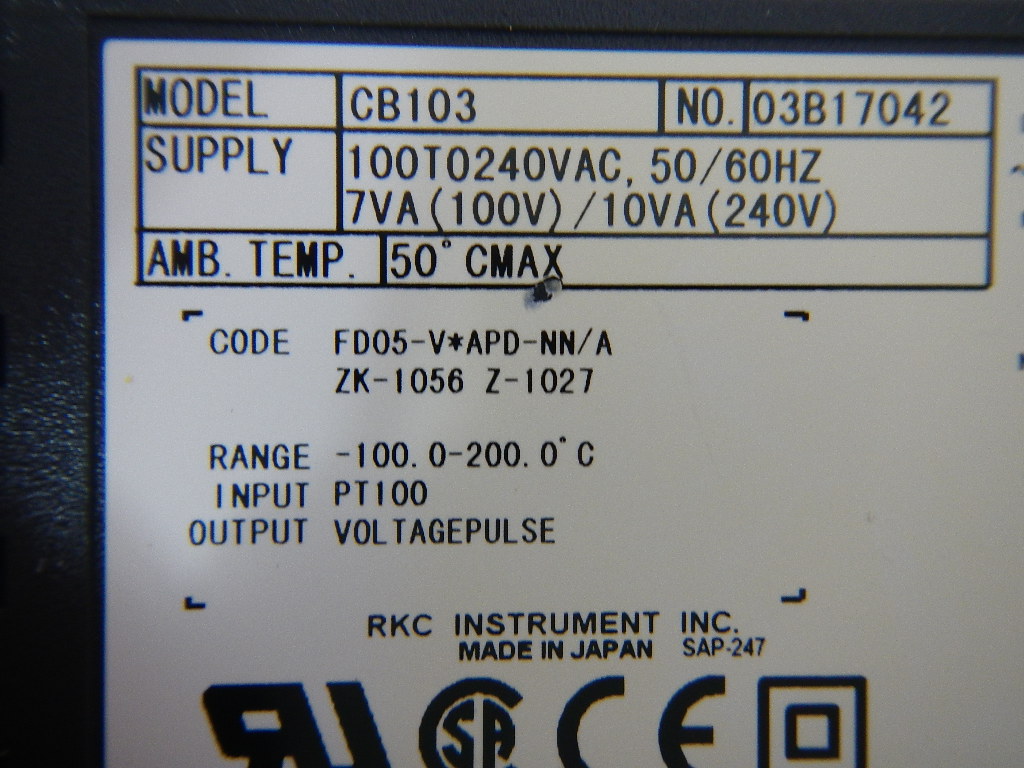 MODEL CB103 NO. 03B17042
SUPPLY 100TO240VAC, 50/60HZ
7VA(100V)/10VA(240V)
AMB. TEMP. 50°CMAX
CODE FD05-V*APD-NN/A
ZK-1056 Z-1027
RANGE -100.0-200.0°C
INPUT PT100
OUTPUT VOLTAGEPULSE
RKC INSTRUMENT INC.
MADE IN JAPAN SAP-247
SA CE